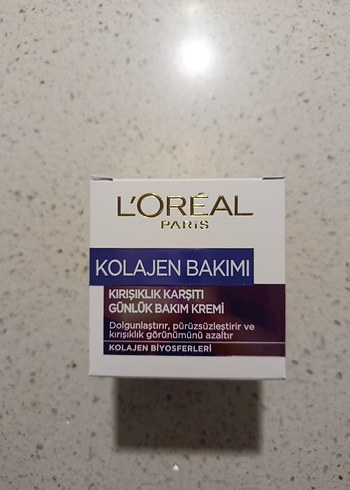 L'ORÉAL
PARIS
KOLAJEN BAKIMI
KIRIŞIKLIK KARŞITI
GÜNLÜK BAKIM KREMİ
Dolgunlaştırır, pürüzsüzleştirir ve
kırışıklık görünümünü azaltır
KOLAJEN BİYOSFERLERİ